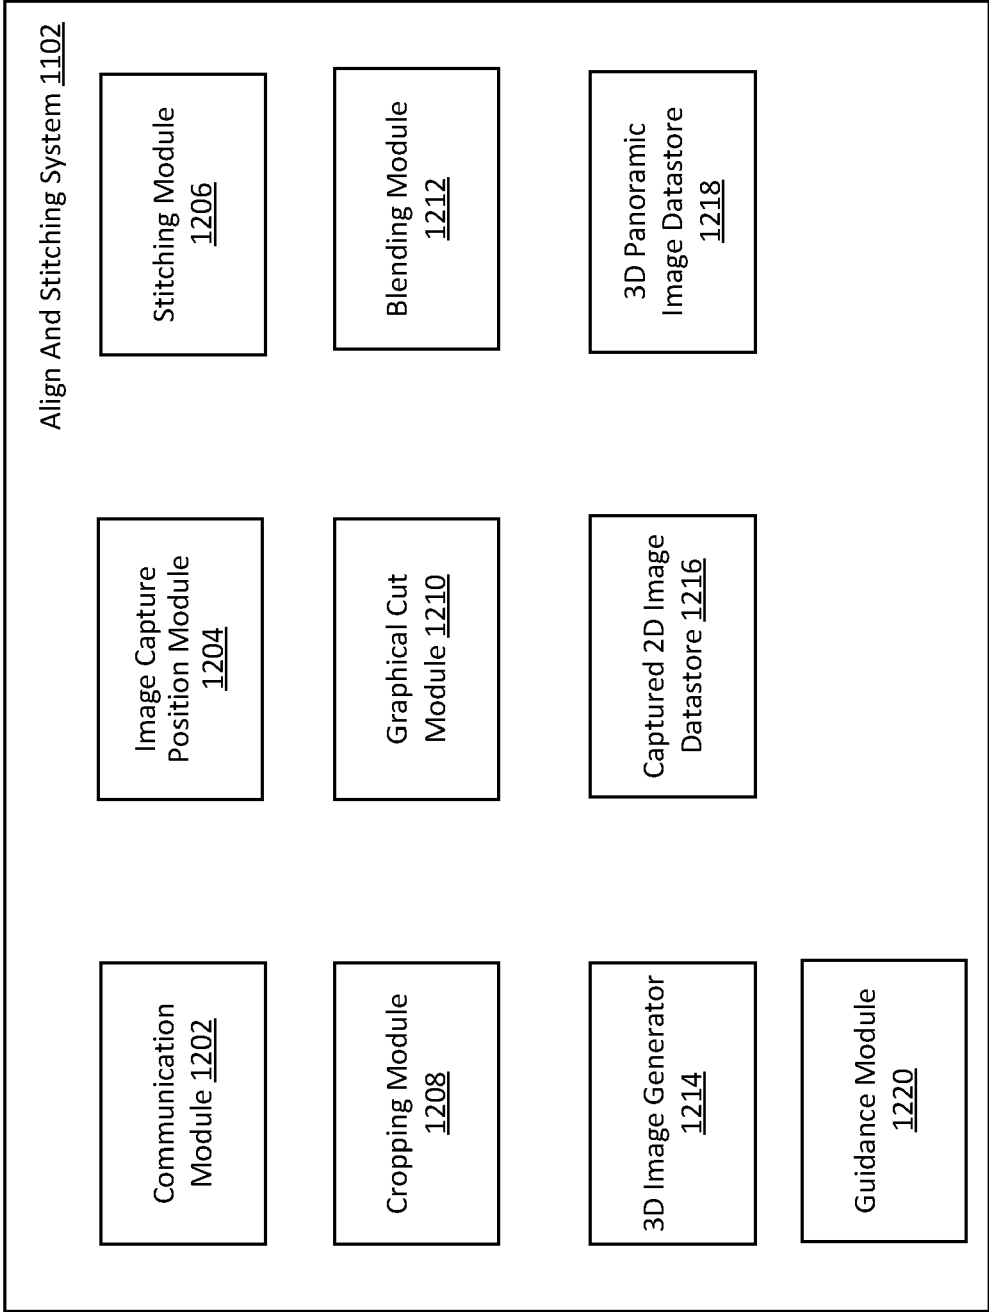 Align And Stitching System 1102
Communication
Module 1202
Image Capture
Position Module
1204
Stitching Module
1206
Cropping Module
1208
Graphical Cut
Module 1210
Blending Module
1212
3D Image Generator
1214
Captured 2D Image
Datastore 1216
3D Panoramic
Image Datastore
1218
Guidance Module
1220